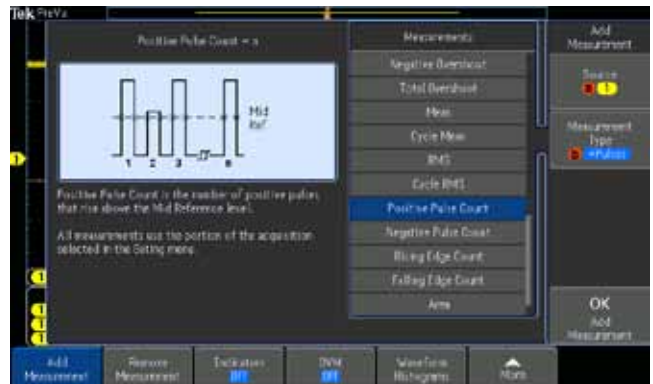 Tek PreVu
Positive Pulse Count = n
Mid
Ref
1 2 3 n
Positive Pulse Count is the number of positive pulses
that rise above the Mid Reference level.
All measurements use the portion of the acquisition
selected in the Gating menu.
Measurements
Negative Overshoot
Total Overshoot
Mean
Cycle Mean
RMS
Cycle RMS
Positive Pulse Count
Negative Pulse Count
Rising Edge Count
Falling Edge Count
Area
Add
Measurement
Source
1
Measurement
Type
+Pulses
OK
Add
Measurement
1
1
1
T
Add
Measurement
Remove
Measurement
Indicators
Off
DVM
Off
Waveform
Histograms
More